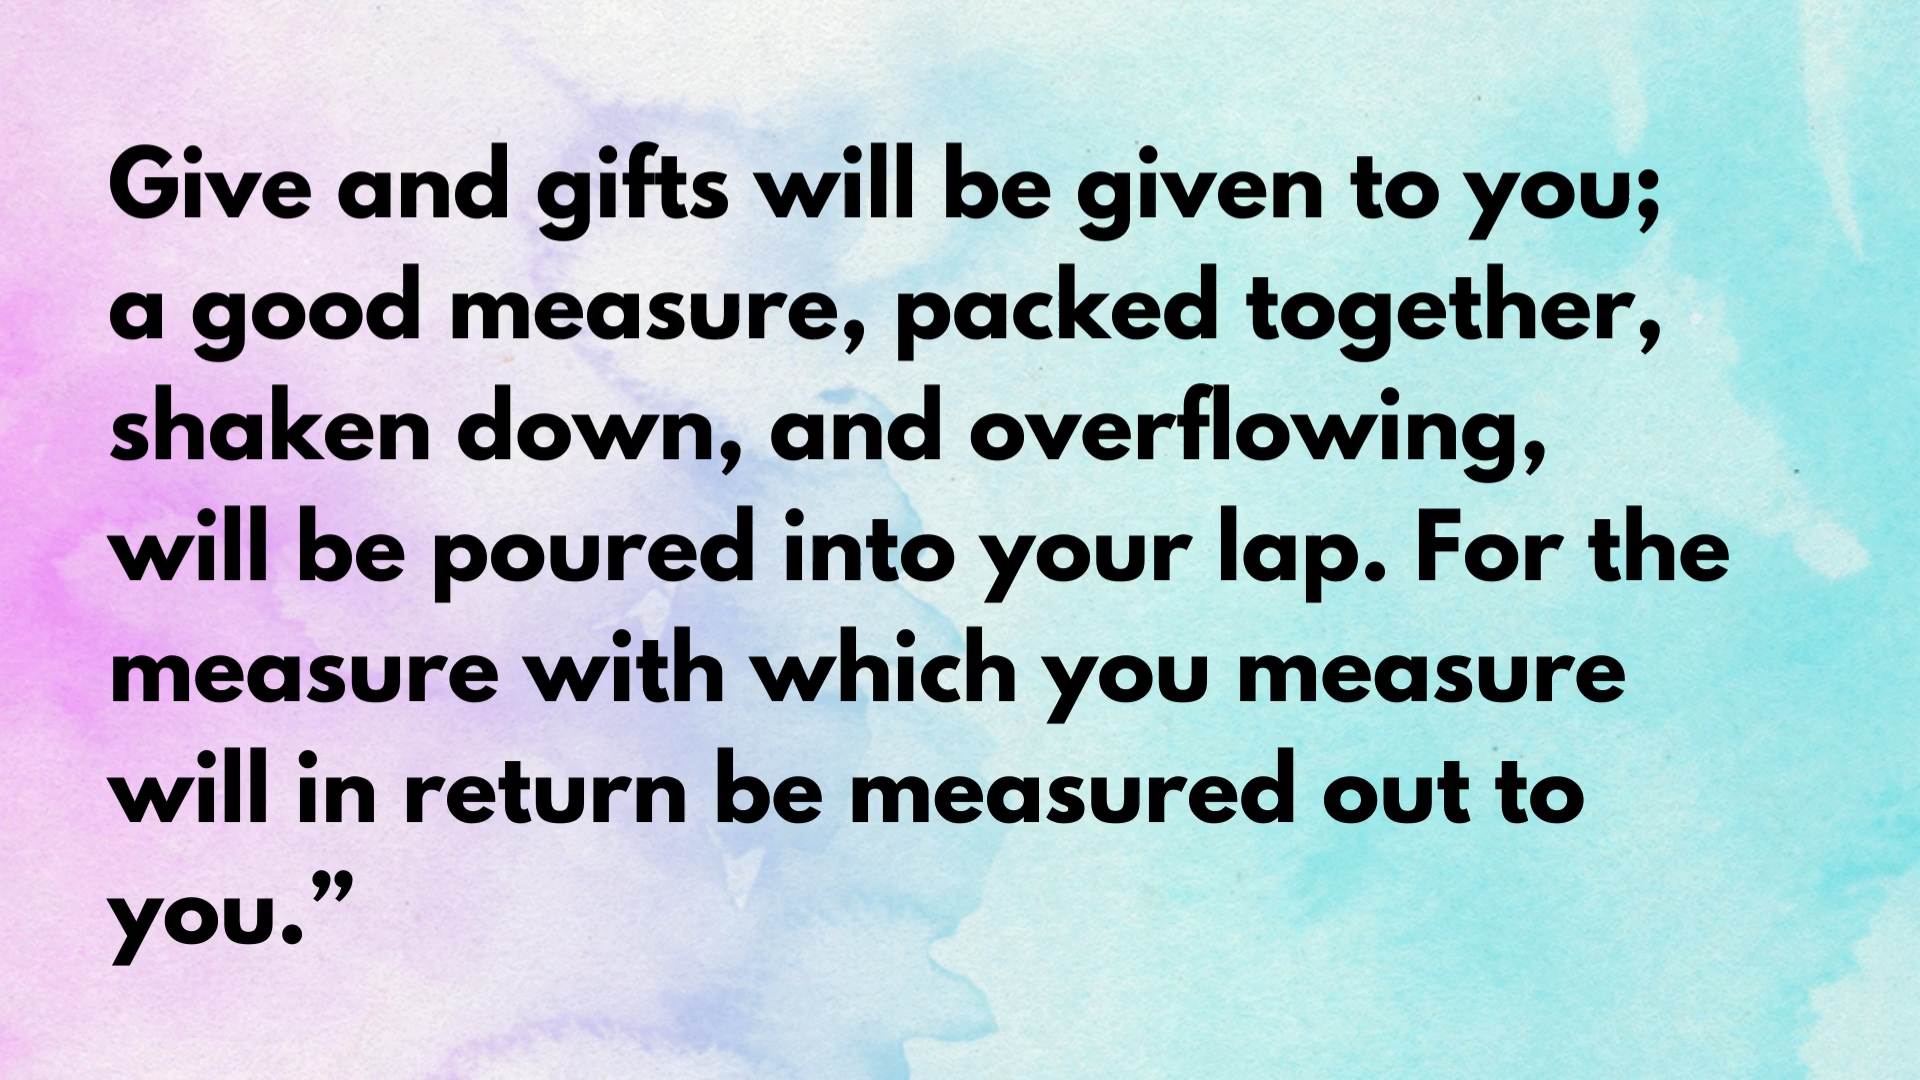 Give and gifts will be given to you;
a good measure, packed together,
shaken down, and overflowing,
will be poured into your lap. For the
measure with which you measure
will in return be measured out to
you.”